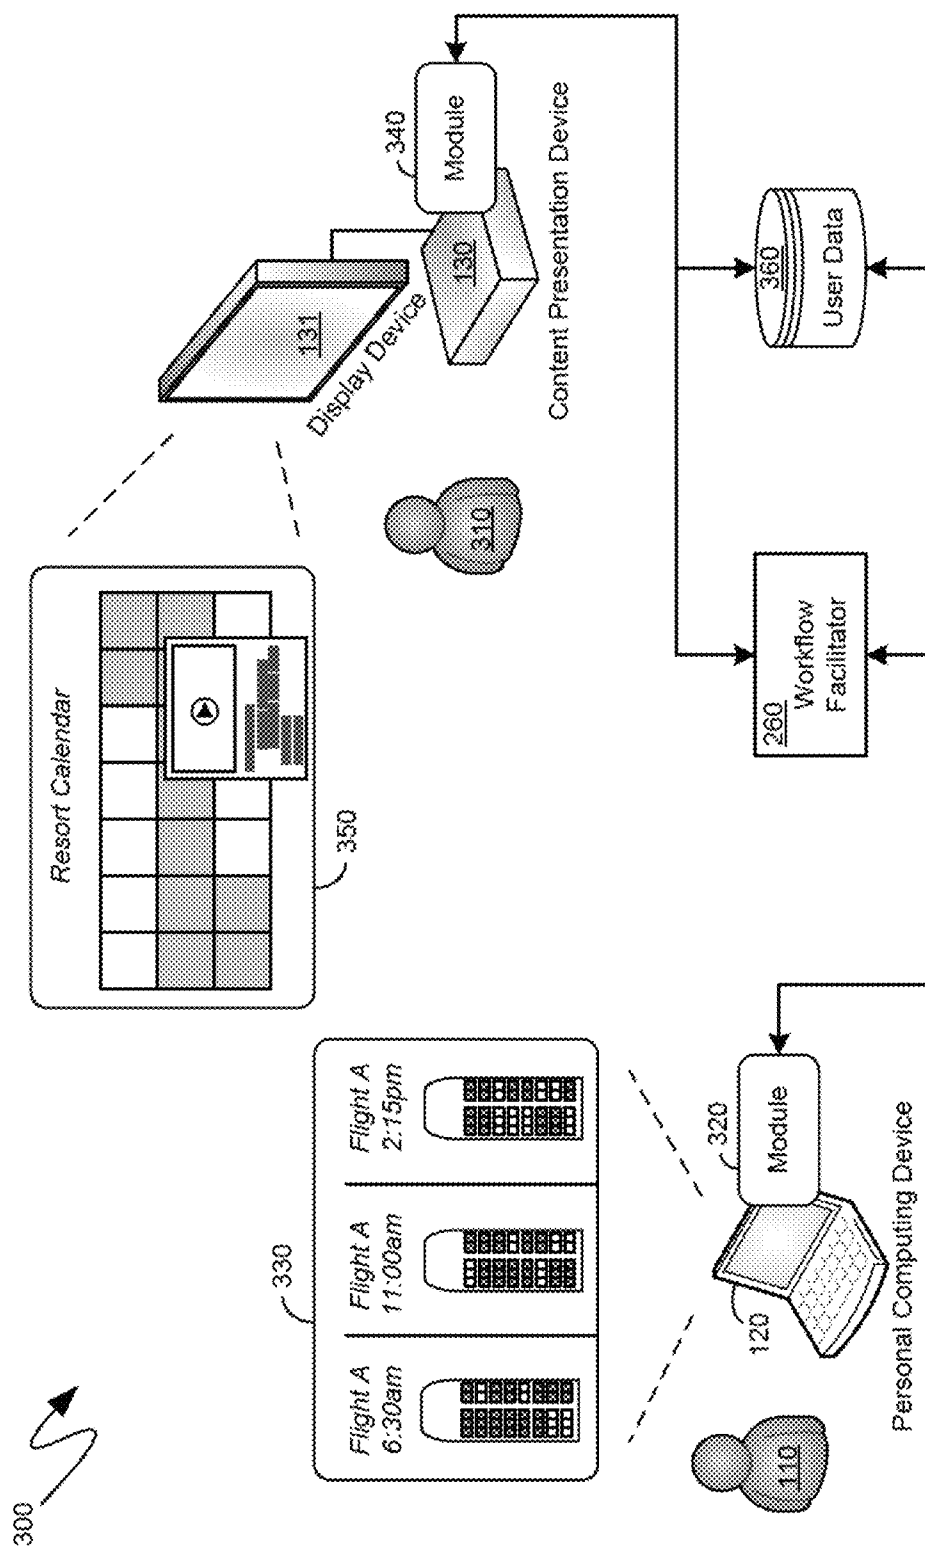 300
Resort Calendar
350
131
Display Device
340
Module
130
Content Presentation Device
310
330
Flight A
6:30am
Flight A
11:00am
Flight A
2:15pm
110
120
320
Module
Personal Computing Device
260
Workflow
Facilitator
360
User Data